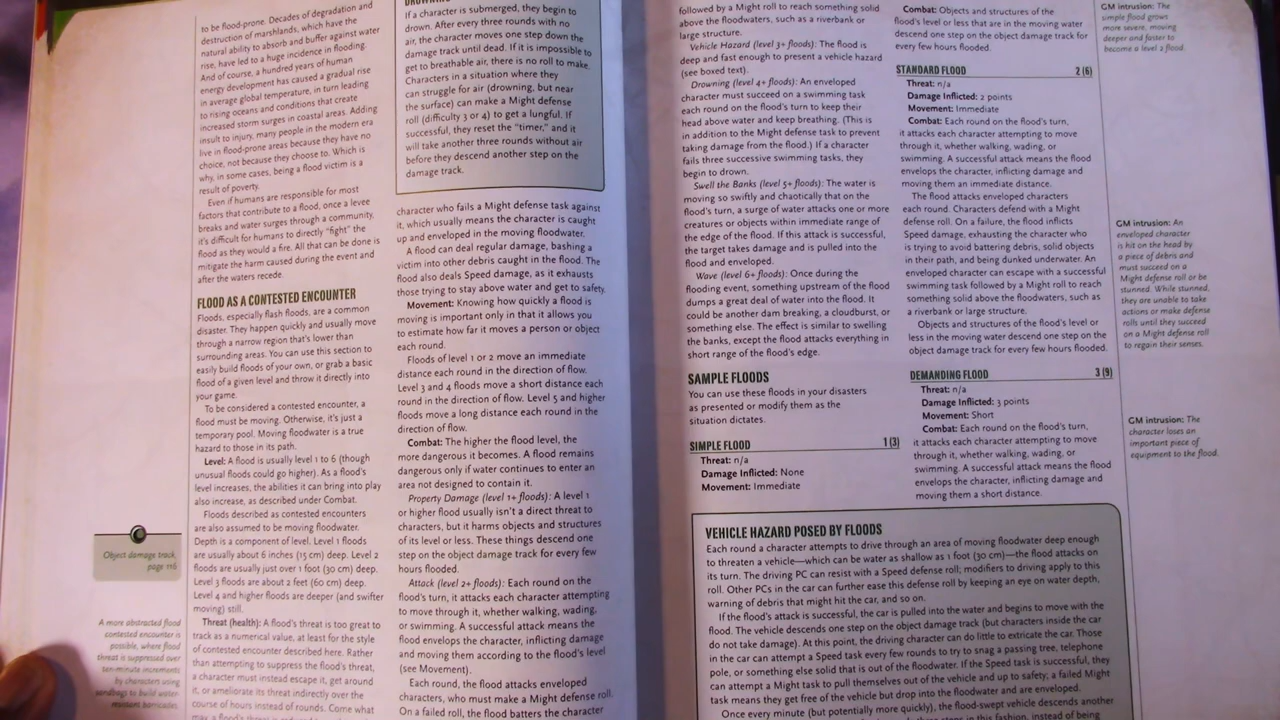 to be flood-prone. Decades of degradation and
destruction of marshlands, which have the
natural ability to absorb and buffer against water
rise, have led to a huge incidence in flooding.
And of course, a hundred years of human
energy development has caused a gradual rise
in average global temperature, in turn leading
to rising oceans and conditions that create
increased storm surges in coastal areas. Adding
insult to injury, many people in the modern era
live in flood-prone areas because they have no
choice, not because they choose to. Which is
why, in some cases, being a flood victim is a
result of poverty.
Even if humans are responsible for most
factors that contribute to a flood, once a levee
breaks and water surges through a community,
it's difficult for humans to directly "fight" the
flood as they would a fire. All that can be done is
mitigate the harm caused during the event and
after the waters recede.
FLOOD AS A CONTESTED ENCOUNTER
Floods, especially flash floods, are a common
disaster. They happen quickly and usually move
through a narrow region that's lower than
surrounding areas. You can use this section to
easily build floods of your own, or grab a basic
flood of a given level and throw it directly into
your game.
To be considered a contested encounter, a
flood must be moving. Otherwise, it's just a
temporary pool. Moving floodwater is a true
hazard to those in its path.
Level: A flood is usually level 1 to 6 (though
unusual floods could go higher). As a flood's
level increases, the abilities it can bring into play
also increase, as described under Combat.
Floods described as contested encounters
are also assumed to be moving floodwater.
Depth is a component of level. Level 1 floods
are usually about 6 inches (15 cm) deep. Level 2
floods are usually just over 1 foot (30 cm) deep.
Level 3 floods are about 2 feet (60 cm) deep.
Level 4 and higher floods are deeper (and swifter
moving) still.
Threat (health): A flood's threat is too great to
track as a numerical value, at least for the style
of contested encounter described here. Rather
than attempting to suppress the flood's threat,
a character must instead escape it, get around
it, or ameliorate its threat indirectly over the
course of hours instead of rounds. Come what
may, a flood's threat is
Object damage track,
page 116
A more abstracted flood
contested encounter is
possible, where flood
threat is suppressed over
ten-minute increments
by characters using
sandbags to build water-
resistant barricades.
DROWNING
If a character is submerged, they begin to
drown. After every three rounds with no
air, the character moves one step down the
damage track until dead. If it is impossible to
get to breathable air, there is no roll to make.
Characters in a situation where they
can struggle for air (drowning, but near
the surface) can make a Might defense
roll (difficulty 3 or 4) to get a lungful. If
successful, they reset the "timer," and it
will take another three rounds without air
before they descend another step on the
damage track.
character who fails a Might defense task against
it, which usually means the character is caught
up and enveloped in the moving floodwater.
A flood can deal regular damage, bashing a
victim into other debris caught in the flood. The
flood also deals Speed damage, as it exhausts
those trying to stay above water and get to safety.
Movement: Knowing how quickly a flood is
moving is important only in that it allows you
to estimate how far it moves a person or object
each round.
Floods of level 1 or 2 move an immediate
distance each round in the direction of flow.
Level 3 and 4 floods move a short distance each
round in the direction of flow. Level 5 and higher
floods move a long distance each round in the
direction of flow.
Combat: The higher the flood level, the
more dangerous it becomes. A flood remains
dangerous only if water continues to enter an
area not designed to contain it.
Property Damage (level 1+ floods): A level 1
or higher flood usually isn't a direct threat to
characters, but it harms objects and structures
of its level or less. These things descend one
step on the object damage track for every few
hours flooded.
Attack (level 2+ floods): Each round on the
flood's turn, it attacks each character attempting
to move through it, whether walking, wading,
or swimming. A successful attack means the
flood envelops the character, inflicting damage
and moving them according to the flood's level
(see Movement).
Each round, the flood attacks enveloped
characters, who must make a Might defense roll.
On a failed roll, the flood batters the character
followed by a Might roll to reach something solid
above the floodwaters, such as a riverbank or
large structure.
Vehicle Hazard (level 3+ floods): The flood is
deep and fast enough to present a vehicle hazard
(see boxed text).
Drowning (level 4+ floods): An enveloped
character must succeed on a swimming task
each round on the flood's turn to keep their
head above water and keep breathing. (This is
in addition to the Might defense task to prevent
taking damage from the flood.) If a character
fails three successive swimming tasks, they
begin to drown.
Swell the Banks (level 5+ floods): The water is
moving so swiftly and chaotically that on the
flood's turn, a surge of water attacks one or more
creatures or objects within immediate range of
the edge of the flood. If this attack is successful,
the target takes damage and is pulled into the
flood and enveloped.
Wave (level 6+ floods): Once during the
flooding event, something upstream of the flood
dumps a great deal of water into the flood. It
could be another dam breaking, a cloudburst, or
something else. The effect is similar to swelling
the banks, except the flood attacks everything in
short range of the flood's edge.
SAMPLE FLOODS
You can use these floods in your disasters
as presented or modify them as the
situation dictates.
SIMPLE FLOOD 1 (3)
Threat: n/a
Damage Inflicted: None
Movement: Immediate
Combat: Objects and structures of the
flood's level or less that are in the moving water
descend one step on the object damage track for
every few hours flooded.
STANDARD FLOOD 2 (6)
Threat: n/a
Damage Inflicted: 2 points
Movement: Immediate
Combat: Each round on the flood's turn,
it attacks each character attempting to move
through it, whether walking, wading, or
swimming. A successful attack means the flood
envelops the character, inflicting damage and
moving them an immediate distance.
The flood attacks enveloped characters
each round. Characters defend with a Might
defense roll. On a failure, the flood inflicts
Speed damage, exhausting the character who
is trying to avoid battering debris, solid objects
in their path, and being dunked underwater. An
enveloped character can escape with a successful
swimming task followed by a Might roll to reach
something solid above the floodwaters, such as
a riverbank or large structure.
Objects and structures of the flood's level or
less in the moving water descend one step on the
object damage track for every few hours flooded.
DEMANDING FLOOD 3 (9)
Threat: n/a
Damage Inflicted: 3 points
Movement: Short
Combat: Each round on the flood's turn,
it attacks each character attempting to move
through it, whether walking, wading, or
swimming. A successful attack means the flood
envelops the character, inflicting damage and
moving them a short distance.
GM intrusion: The
simple flood grows
more severe, moving
deeper and faster to
become a level 2 flood.
GM intrusion: An
enveloped character
is hit on the head by
a piece of debris and
must succeed on a
Might defense roll or be
stunned. While stunned,
they are unable to take
actions or make defense
rolls until they succeed
on a Might defense roll
to regain their senses.
GM intrusion: The
character loses an
important piece of
equipment to the flood.
VEHICLE HAZARD POSED BY FLOODS
Each round a character attempts to drive through an area of moving floodwater deep enough
to threaten a vehicle—which can be water as shallow as 1 foot (30 cm)—the flood attacks on
its turn. The driving PC can resist with a Speed defense roll; modifiers to driving apply to this
roll. Other PCs in the car can further ease this defense roll by keeping an eye on water depth,
warning of debris that might hit the car, and so on.
If the flood's attack is successful, the car is pulled into the water and begins to move with the
flood. The vehicle descends one step on the object damage track (but characters inside the car
do not take damage). At this point, the driving character can do little to extricate the car. Those
in the car can attempt a Speed task every few rounds to try to snag a passing tree, telephone
pole, or something else solid that is out of the floodwater. If the Speed task is successful, they
can attempt a Might task to pull themselves out of the vehicle and up to safety; a failed Might
task means they get free of the vehicle but drop into the floodwater and are enveloped.
Once every minute (but potentially more quickly), the flood-swept vehicle descends another
steps in this fashion, instead of being